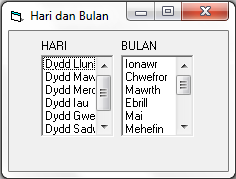 Hari dan Bulan
HARI BULAN
Dydd Llun Ionawr
Dydd Maw Chwefror
Dydd Merc Mawrth
Dydd Iau Ebrill
Dydd Gwe Mai
Dydd Sadw Mehefin